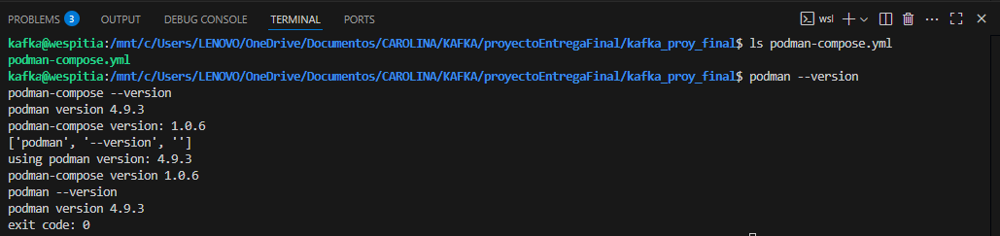 PROBLEMS 3 OUTPUT DEBUG CONSOLE TERMINAL PORTS wsl
kafka@wespitia:/mnt/c/Users/LENOVO/OneDrive/Documentos/CAROLINA/KAFKA/proyectoEntregaFinal/kafka_proy_final$ ls podman-compose.yml
podman-compose.yml
kafka@wespitia:/mnt/c/Users/LENOVO/OneDrive/Documentos/CAROLINA/KAFKA/proyectoEntregaFinal/kafka_proy_final$ podman --version
podman-compose --version
podman version 4.9.3
podman-compose version: 1.0.6
['podman', '--version', '']
using podman version: 4.9.3
podman-compose version 1.0.6
podman --version
podman version 4.9.3
exit code: 0